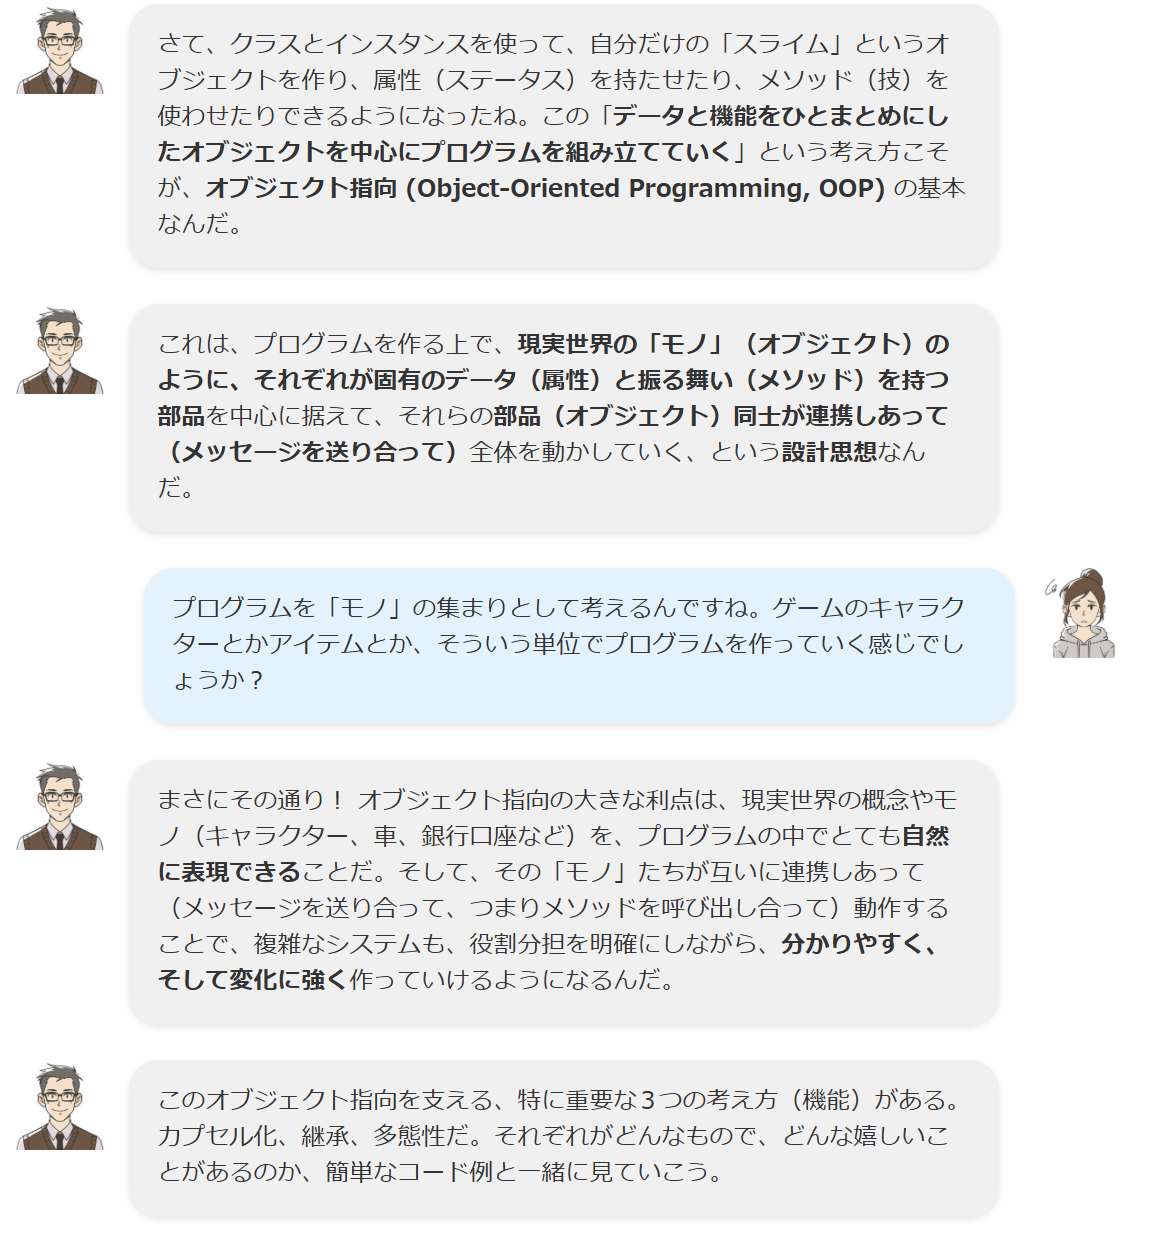 さて、クラスとインスタンスを使って、自分だけの「スライム」というオ
ブジェクトを作り、属性（ステータス）を持たせたり、メソッド（技）を
使わせたりできるようになったね。この「データと機能をひとまとめにし
たオブジェクトを中心にプログラムを組み立てていく」という考え方こそ
が、オブジェクト指向 (Object-Oriented Programming, OOP) の基本
なんだ。
これは、プログラムを作る上で、現実世界の「モノ」（オブジェクト）の
ように、それぞれが固有のデータ（属性）と振る舞い（メソッド）を持つ
部品を中心に据えて、それらの部品（オブジェクト）同士が連携しあって
（メッセージを送り合って）全体を動かしていく、という設計思想なん
だ。
プログラムを「モノ」の集まりとして考えるんですね。ゲームのキャラク
ターとかアイテムとか、そういう単位でプログラムを作っていく感じでし
ょうか？
まさにその通り！ オブジェクト指向の大きな利点は、現実世界の概念やモ
ノ（キャラクター、車、銀行口座など）を、プログラムの中でとても自然
に表現できることだ。そして、その「モノ」たちが互いに連携しあって
（メッセージを送り合って、つまりメソッドを呼び出し合って）動作する
ことで、複雑なシステムも、役割分担を明確にしながら、分かりやすく、
そして変化に強く作っていけるようになるんだ。
このオブジェクト指向を支える、特に重要な３つの考え方（機能）がある。
カプセル化、継承、多態性だ。それぞれがどんなもので、どんな嬉しいこ
とがあるのか、簡単なコード例と一緒に見ていこう。